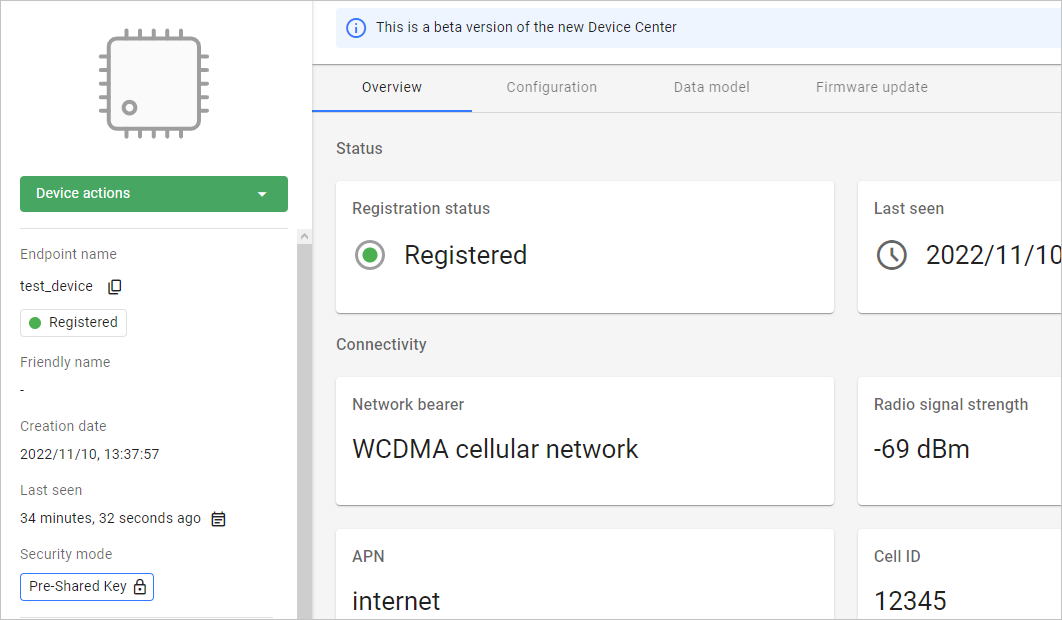 This is a beta version of the new Device Center
Overview
Configuration
Data model
Firmware update
Device actions
Endpoint name
test_device
Registered
Friendly name
-
Creation date
2022/11/10, 13:37:57
Last seen
34 minutes, 32 seconds ago
Security mode
Pre-Shared Key
Status
Registration status
Registered
Last seen
2022/11/10
Connectivity
Network bearer
WCDMA cellular network
Radio signal strength
-69 dBm
APN
internet
Cell ID
12345